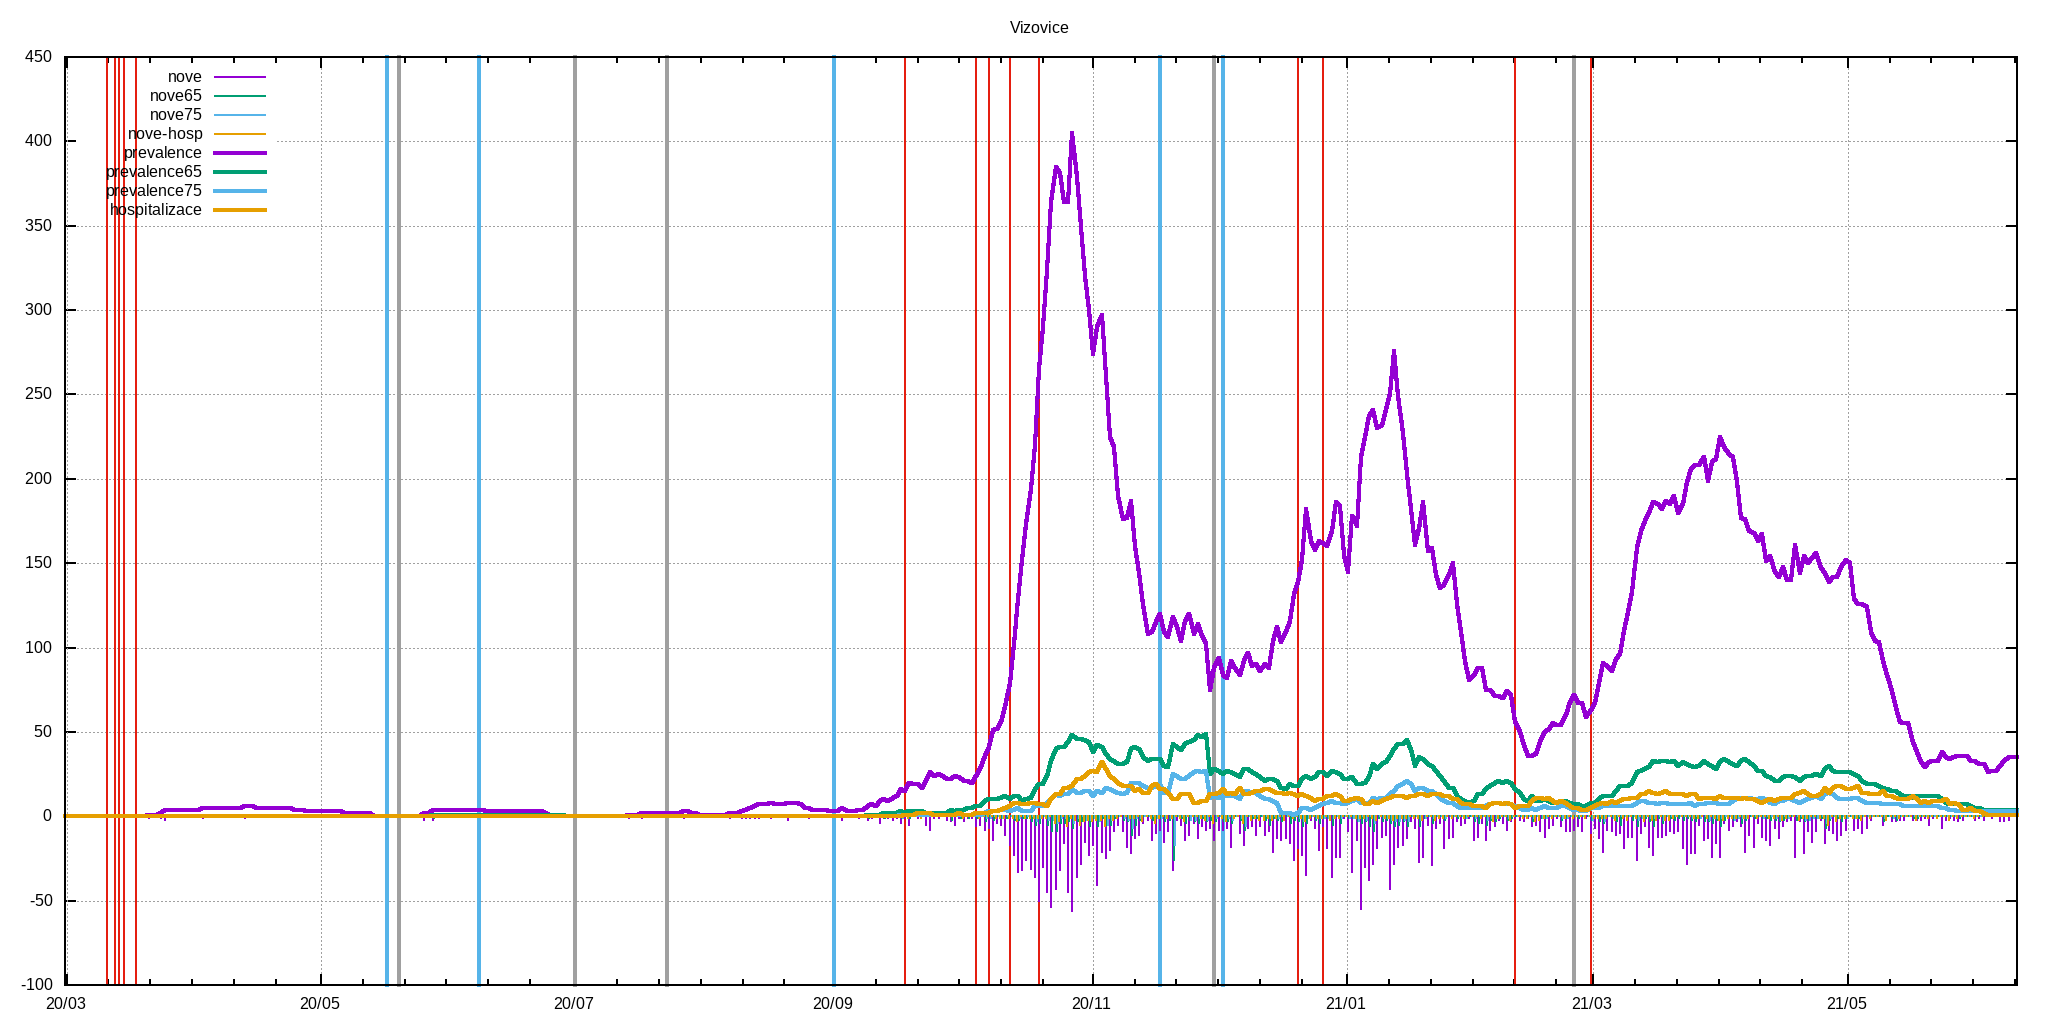 Vizovice
450
400
350
300
250
200
150
100
50
0
-50
-100
nove
nove65
nove75
nove-hosp
prevalence
prevalence65
prevalence75
hospitalizace
20/03 20/05 20/07 20/09 20/11 21/01 21/03 21/05